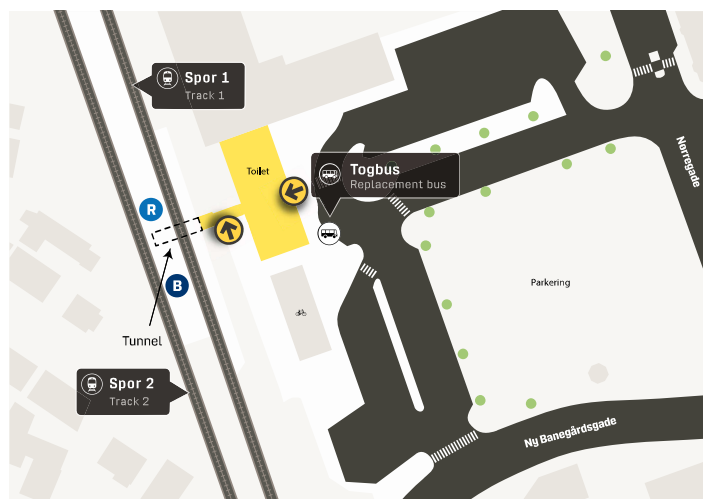 Spor 1
Track 1
Toilet
Togbus
Replacement bus
Nørregade
R
B
Tunnel
Parkering
Spor 2
Track 2
Ny Banegårdsgade